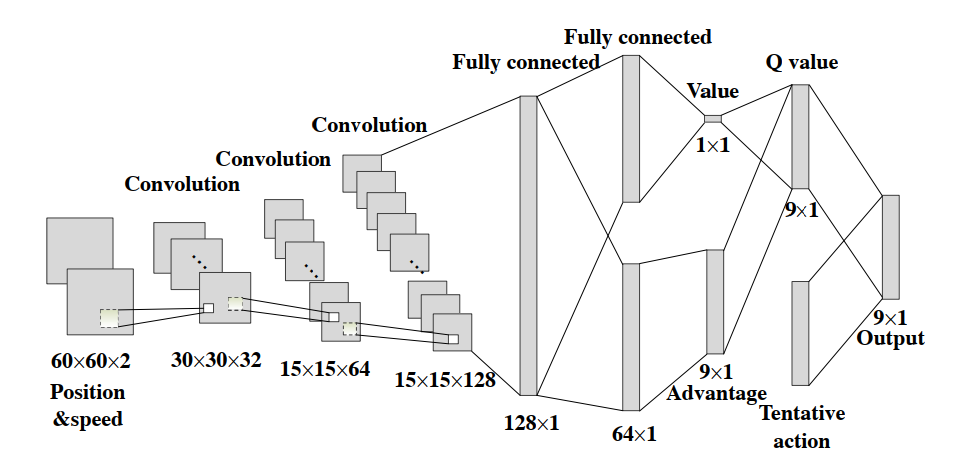 Fully connected
Fully connected
Q value
Value
Convolution
1×1
Convolution
Convolution
9×1
9×1
Output
60×60×2
30×30×32
15×15×64
15×15×128
9×1
Position
&speed
Advantage
Tentative
action
128×1
64×1